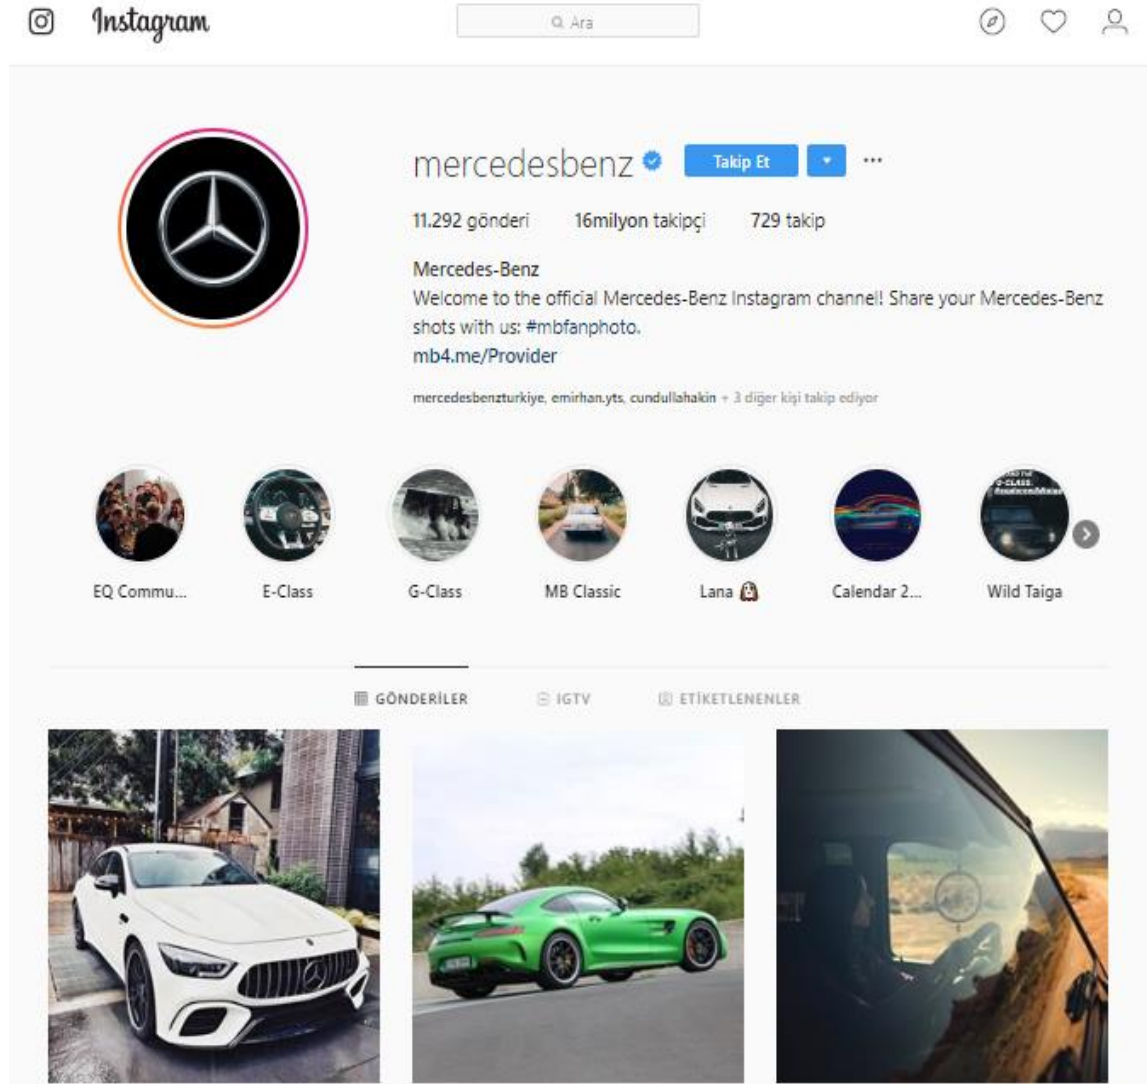 Instagram
Ara
mercedesbenz Takip Et
11.292 gönderi 16milyon takipçi 729 takip
Mercedes-Benz
Welcome to the official Mercedes-Benz Instagram channel! Share your Mercedes-Benz
shots with us: #mbfanphoto.
mb4.me/Provider
mercedesbenzturkiye, emirhan.yts, cundullahakin + 3 diğer kişi takip ediyor
G-CLASS.
EQ Commu... E-Class G-Class MB Classic Lana Calendar 2... Wild Taiga
GÖNDERİLER IGTV ETİKETLENENLER